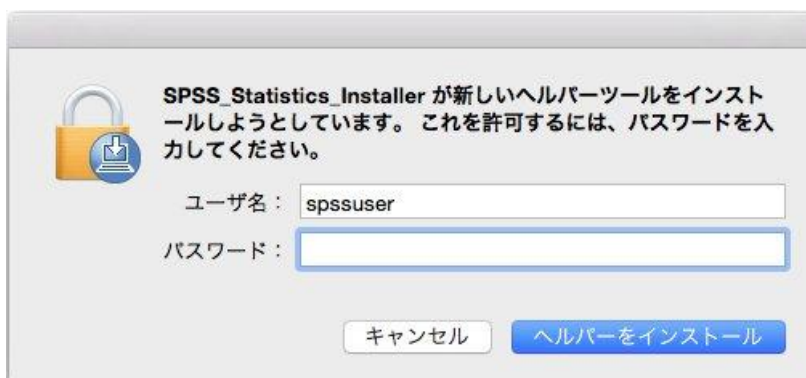 SPSS_Statistics_Installer が新しいヘルパーツールをインスト
ールしようとしています。 これを許可するには、パスワードを入
力してください。
ユーザ名： spssuser
パスワード：
キャンセル ヘルパーをインストール